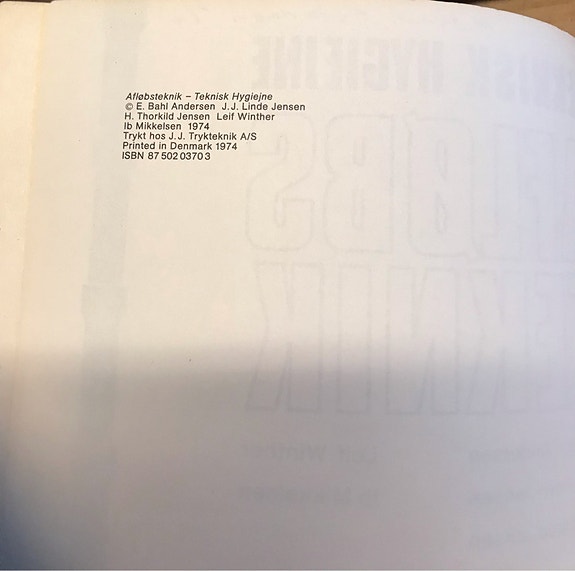 Afløbsteknik – Teknisk Hygiejne
© E. Bahl Andersen J.J. Linde Jensen
H. Thorkild Jensen Leif Winther
Ib Mikkelsen 1974
Trykt hos J.J. Trykteknik A/S
Printed in Denmark 1974
ISBN 87 502 0370 3